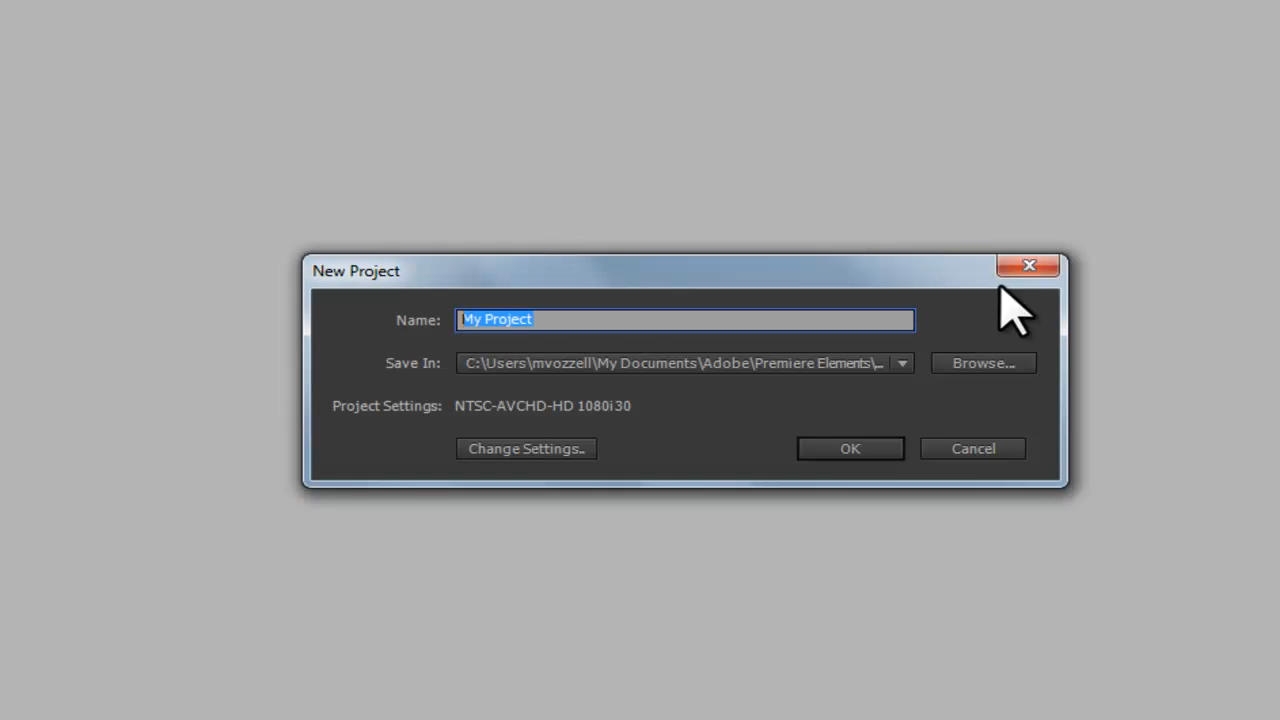 New Project
Name: My Project
Save In: C:\Users\mvozzell\My Documents\Adobe\Premiere Elements\... Browse...
Project Settings: NTSC-AVCHD-HD 1080i30
Change Settings.. OK Cancel